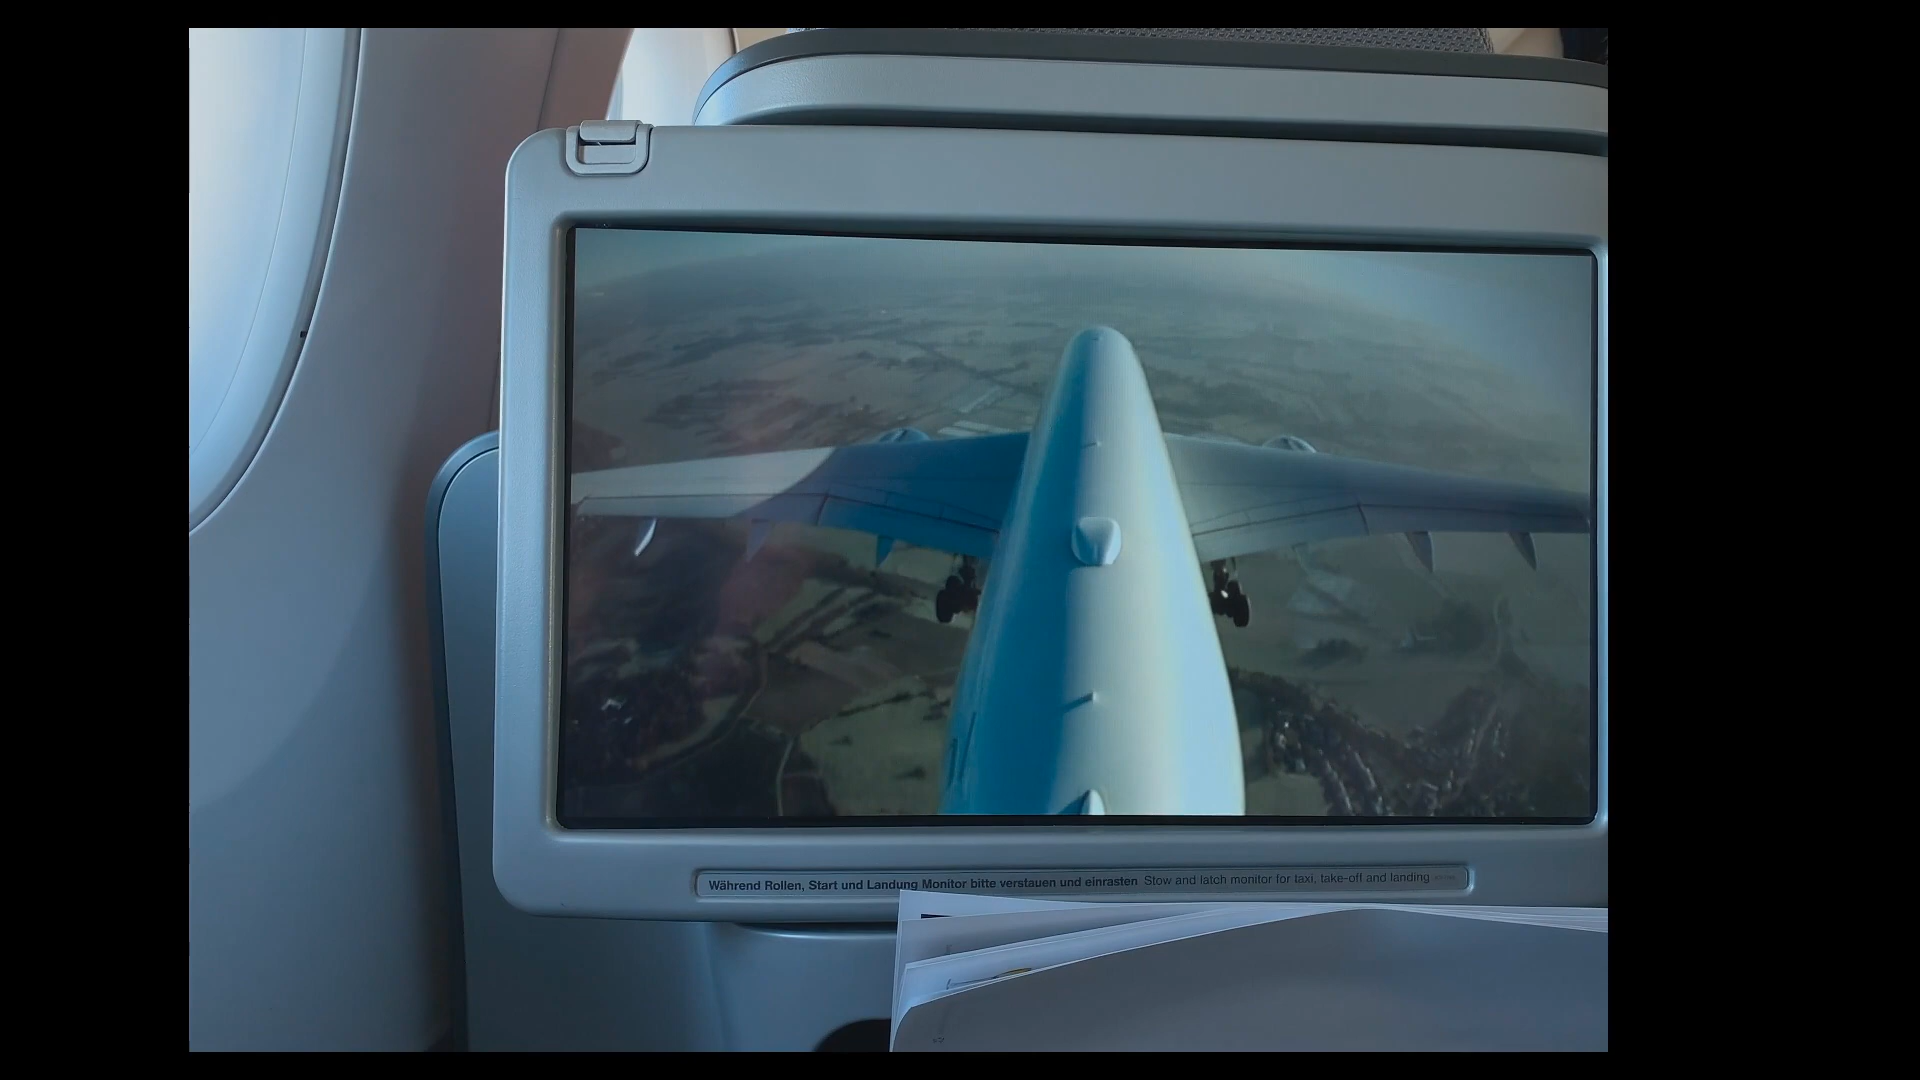 Während Rollen, Start und Landung Monitor bitte verstauen und einrasten Stow and latch monitor for taxi, take-off and landing